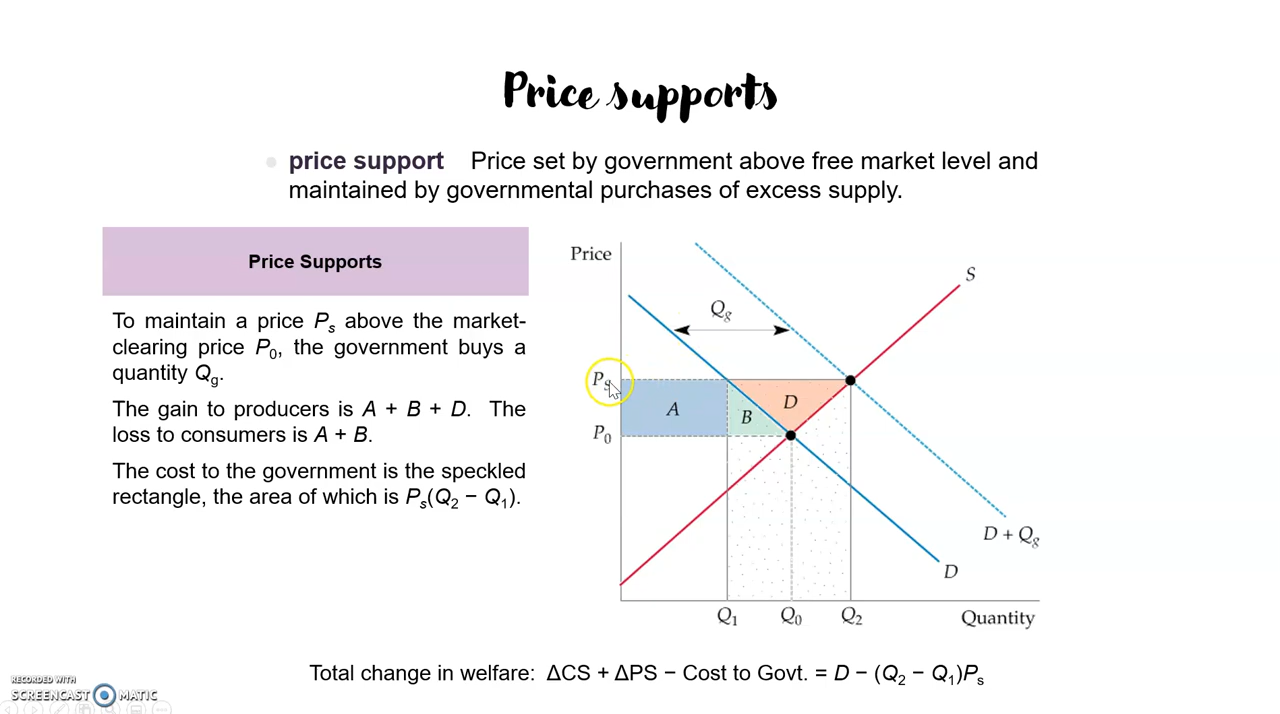 Price supports
price support Price set by government above free market level and
maintained by governmental purchases of excess supply.
Price Supports
To maintain a price Ps above the market-
clearing price P0, the government buys a
quantity Qg.
The gain to producers is A + B + D. The
loss to consumers is A + B.
The cost to the government is the speckled
rectangle, the area of which is Ps(Q2 − Q1).
Price
S
Qg
Ps
A
B
D
P0
D + Qg
D
Q1
Q0
Q2
Quantity
Total change in welfare: ΔCS + ΔPS − Cost to Govt. = D − (Q2 − Q1)Ps
RECORDED WITH
SCREENCAST MATIC